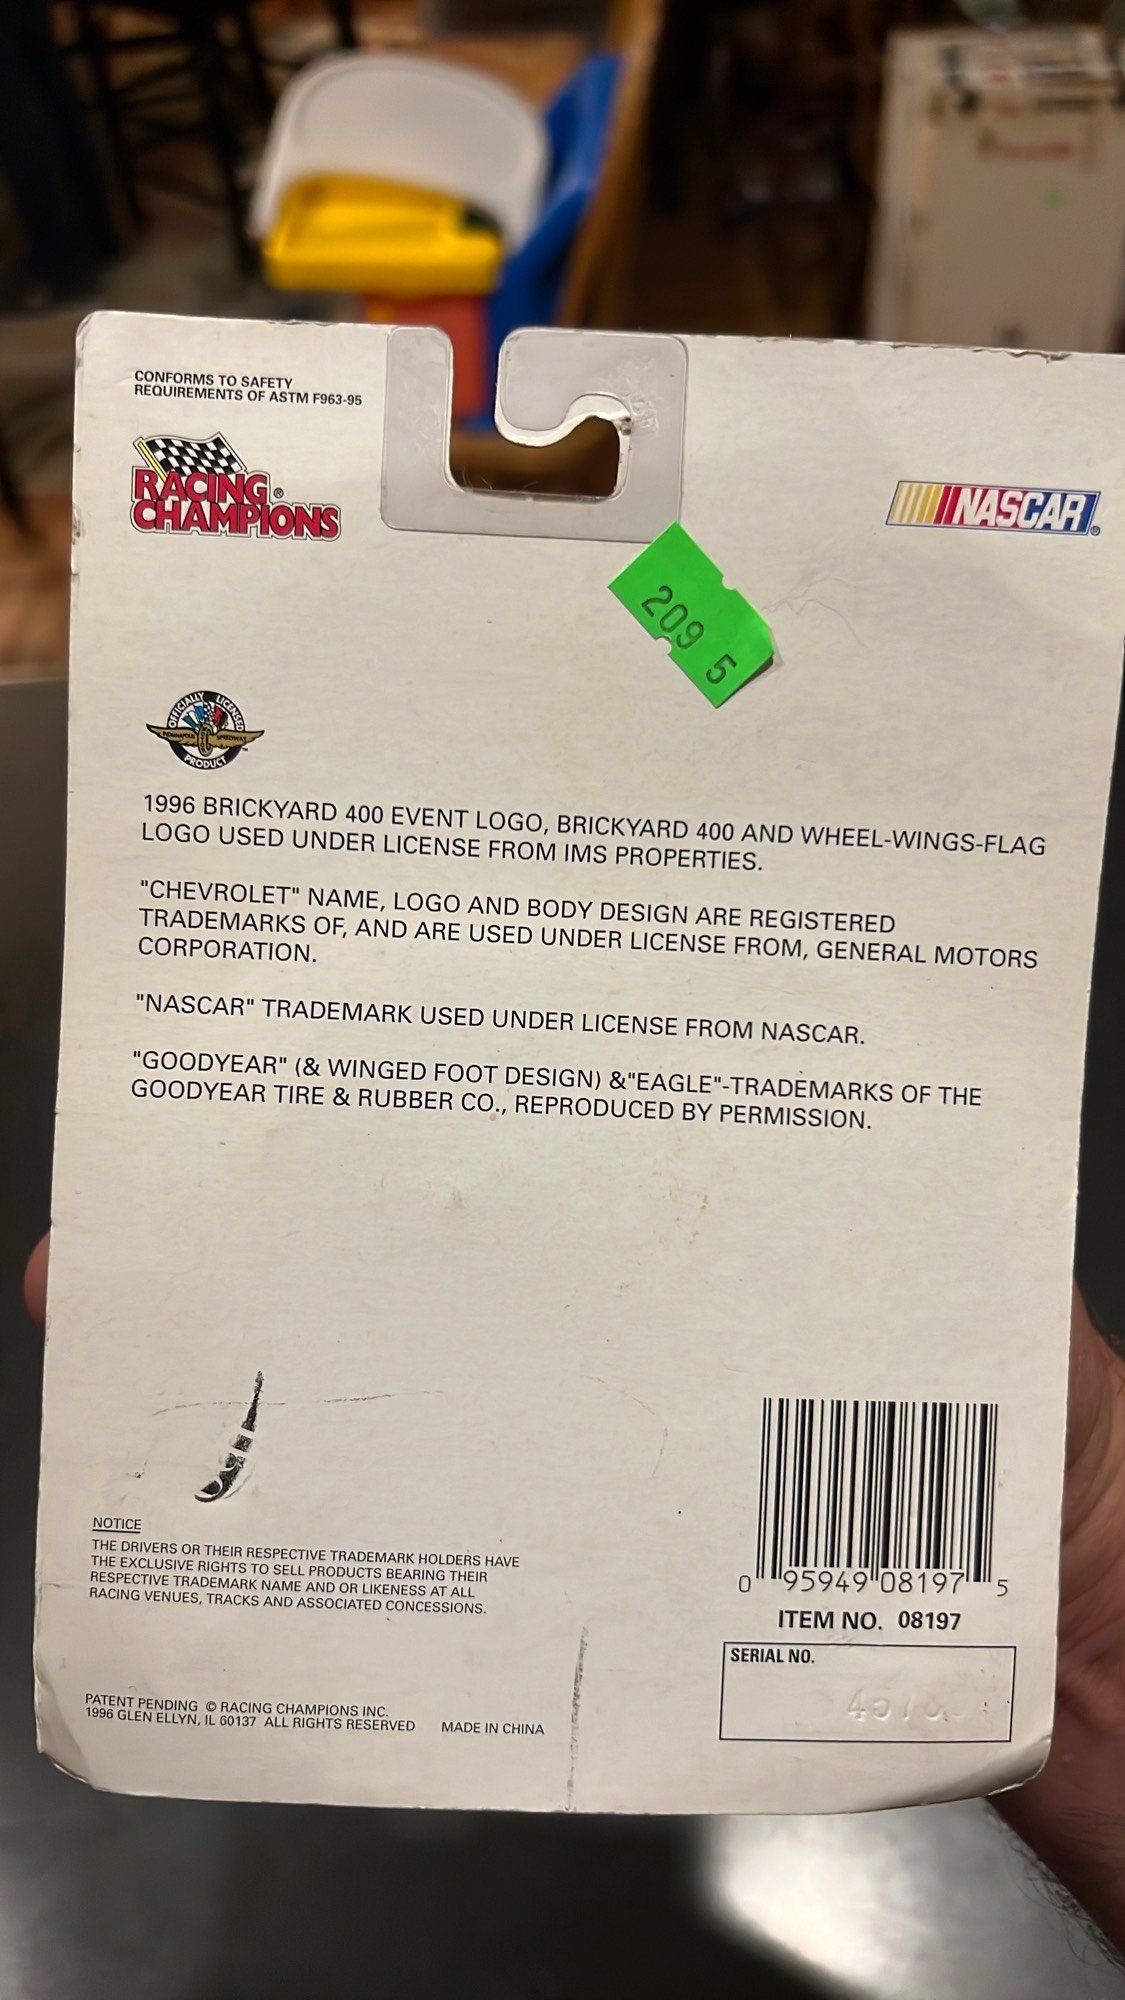 CONFORMS TO SAFETY
REQUIREMENTS OF ASTM F963-95
RACING
CHAMPIONS
®
NASCAR
®
209 5
OFFICIALLY LICENSED
INDIANAPOLIS MOTOR SPEEDWAY
PRODUCT
1996 BRICKYARD 400 EVENT LOGO, BRICKYARD 400 AND WHEEL-WINGS-FLAG
LOGO USED UNDER LICENSE FROM IMS PROPERTIES.
"CHEVROLET" NAME, LOGO AND BODY DESIGN ARE REGISTERED
TRADEMARKS OF, AND ARE USED UNDER LICENSE FROM, GENERAL MOTORS
CORPORATION.
"NASCAR" TRADEMARK USED UNDER LICENSE FROM NASCAR.
"GOODYEAR" (& WINGED FOOT DESIGN) &"EAGLE"-TRADEMARKS OF THE
GOODYEAR TIRE & RUBBER CO., REPRODUCED BY PERMISSION.
NOTICE
THE DRIVERS OR THEIR RESPECTIVE TRADEMARK HOLDERS HAVE
THE EXCLUSIVE RIGHTS TO SELL PRODUCTS BEARING THEIR
RESPECTIVE TRADEMARK NAME AND OR LIKENESS AT ALL
RACING VENUES, TRACKS AND ASSOCIATED CONCESSIONS.
0 95949 08197 5
ITEM NO. 08197
SERIAL NO.
PATENT PENDING © RACING CHAMPIONS INC.
1996 GLEN ELLYN, IL 60137 ALL RIGHTS RESERVED MADE IN CHINA